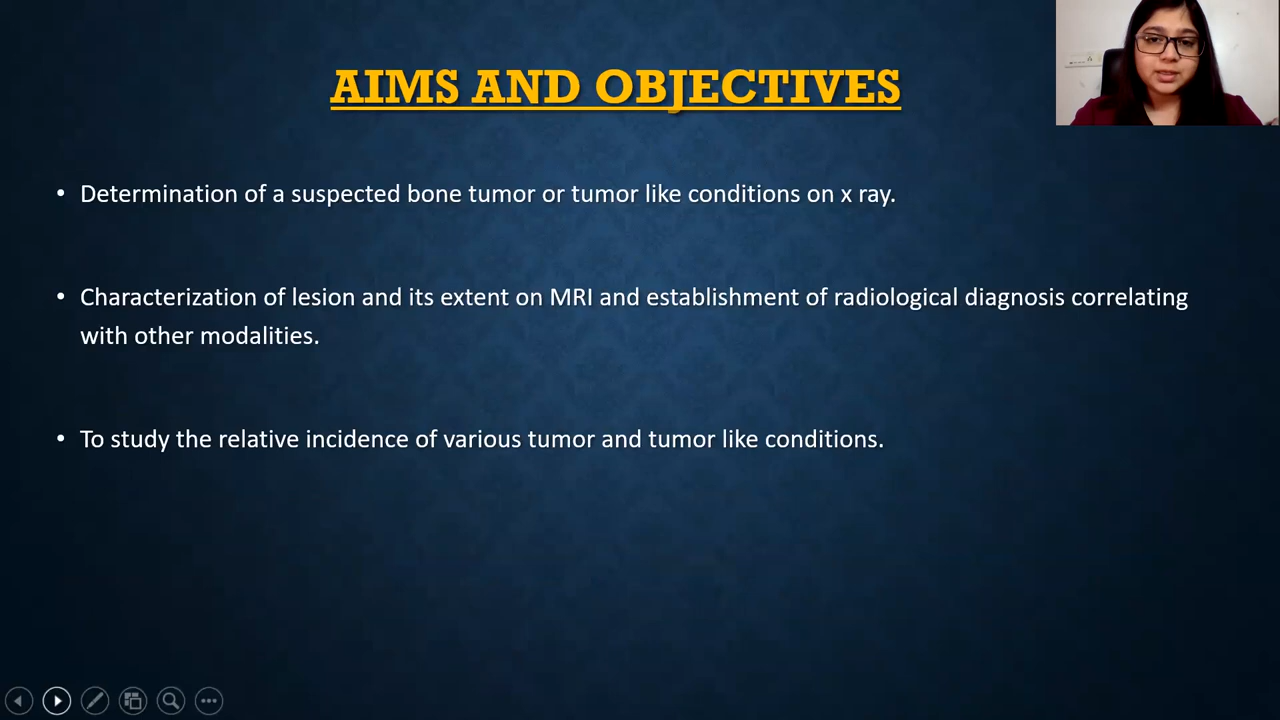 AIMS AND OBJECTIVES
• Determination of a suspected bone tumor or tumor like conditions on x ray.
• Characterization of lesion and its extent on MRI and establishment of radiological diagnosis correlating
with other modalities.
• To study the relative incidence of various tumor and tumor like conditions.